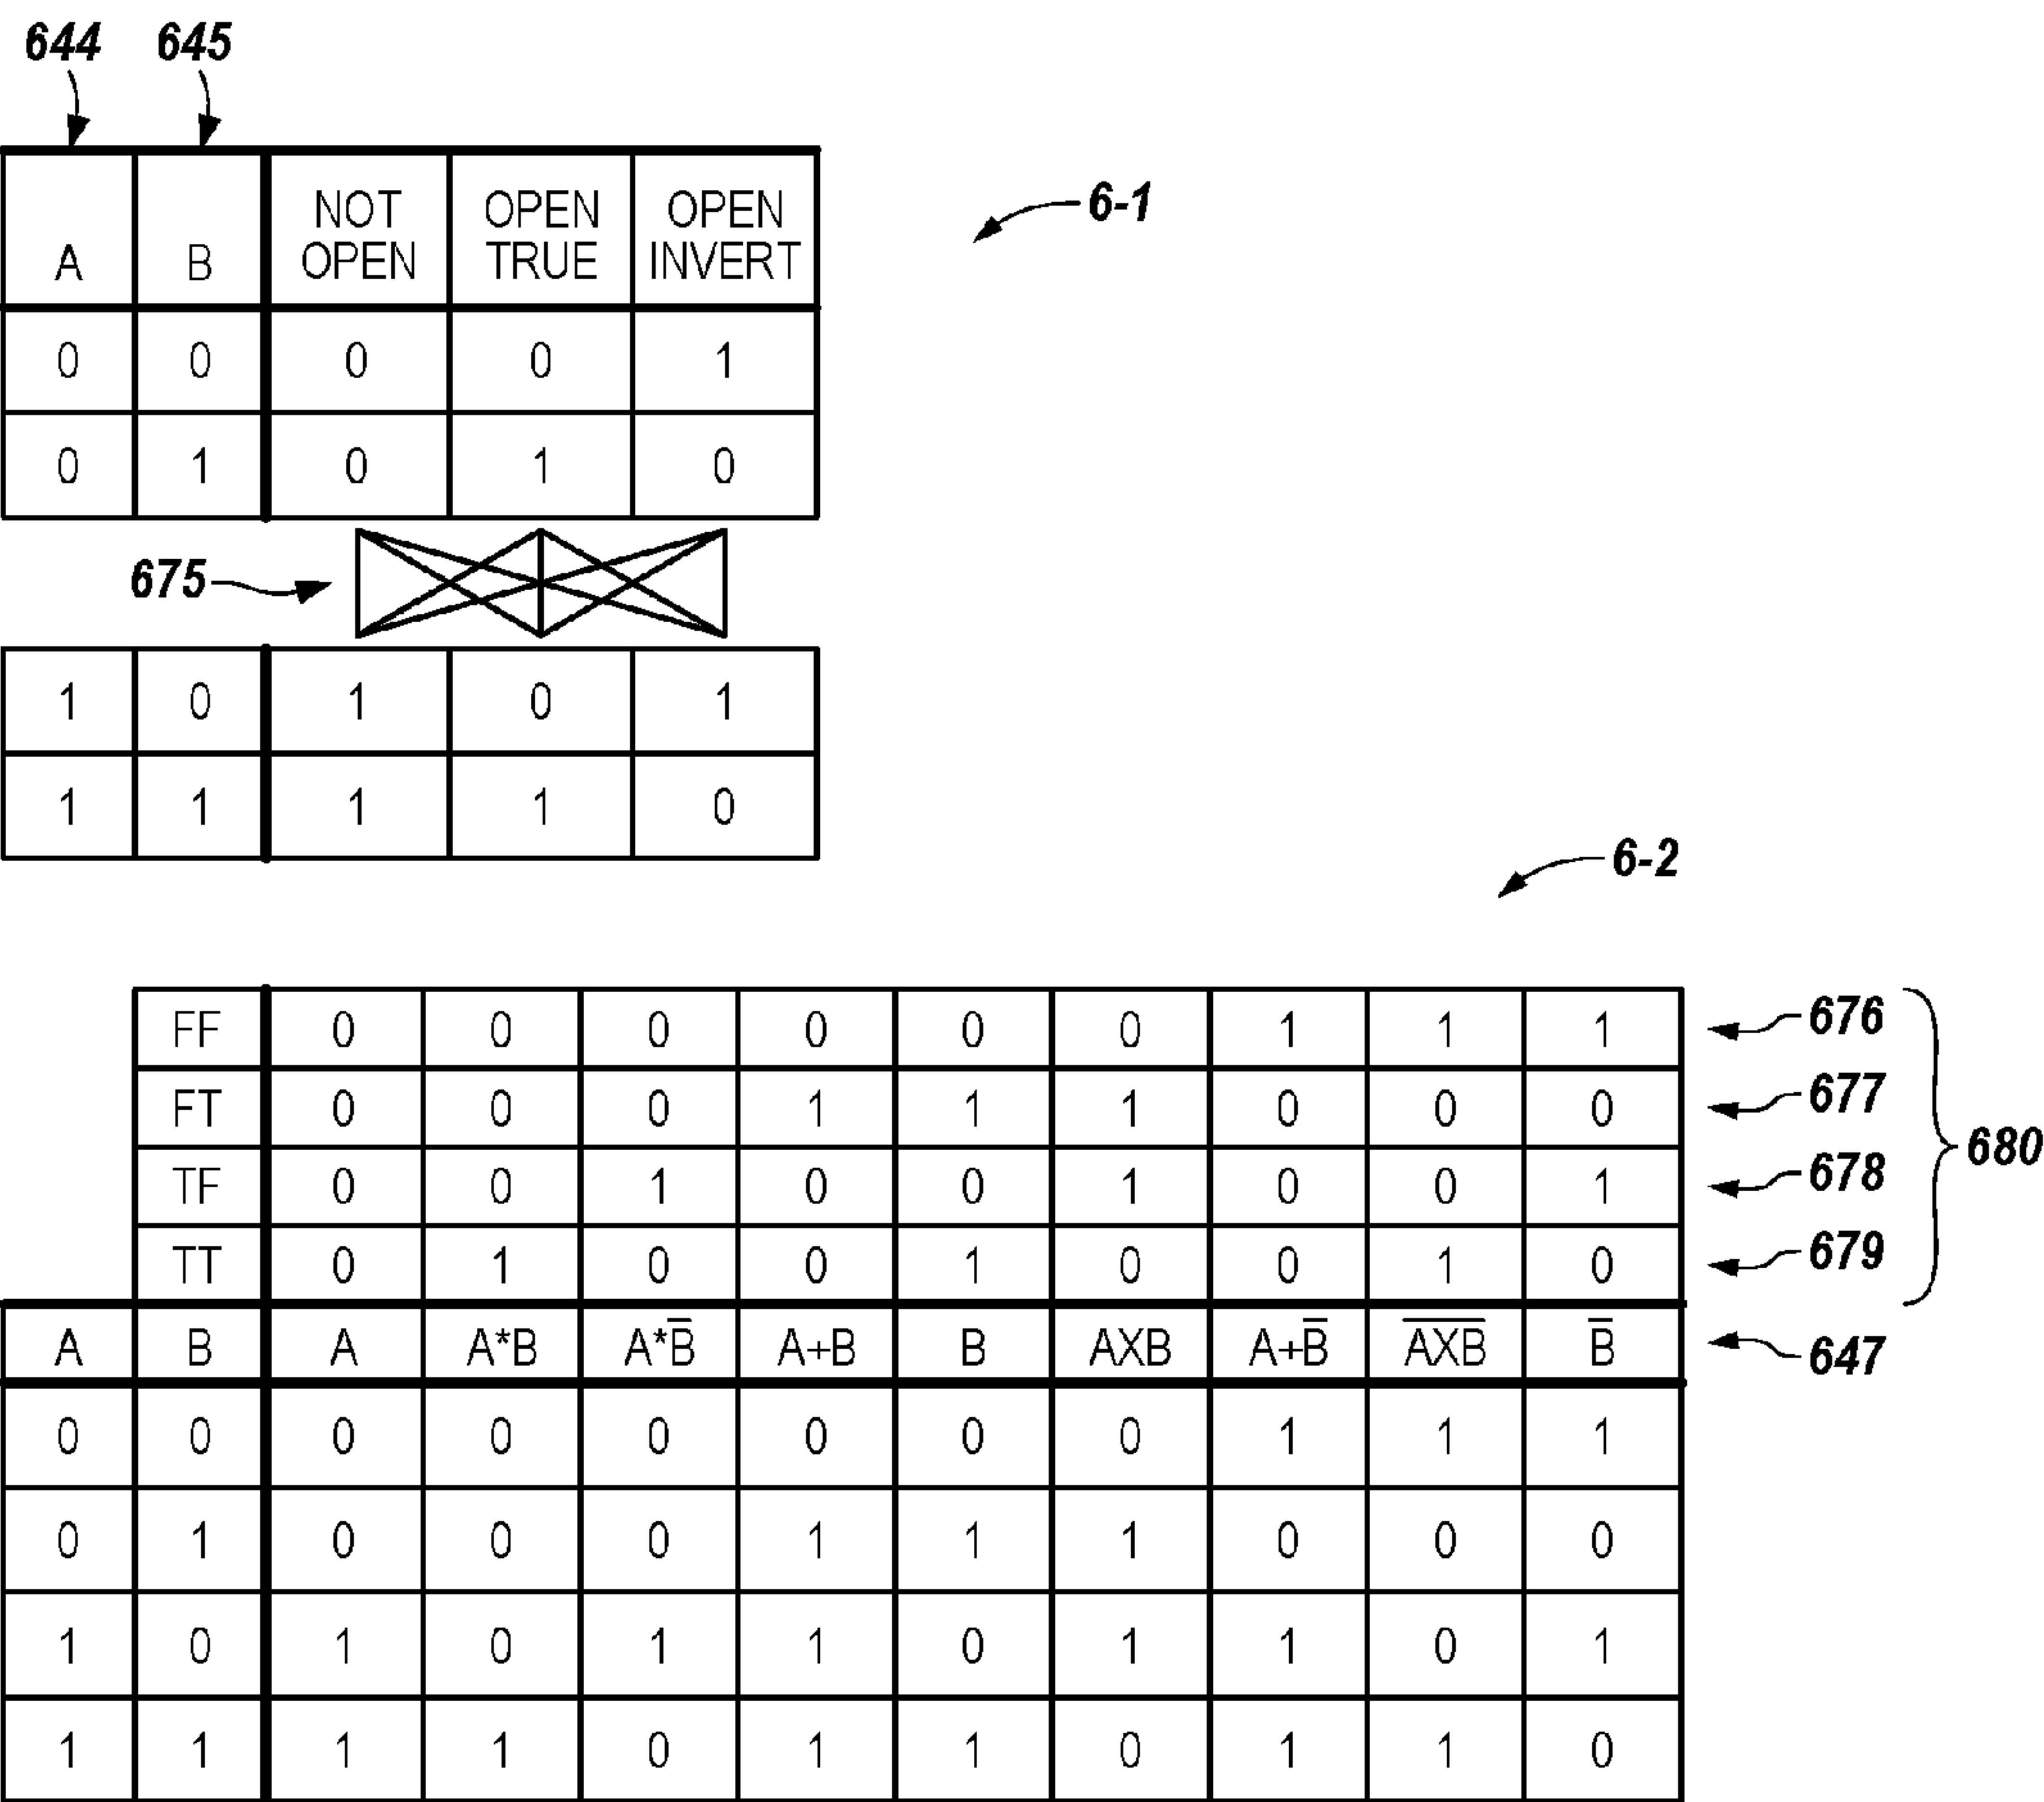 644 645
A B NOT OPEN OPEN TRUE OPEN INVERT
6-1
0 0 0 0 1
0 1 0 1 0
675
1 0 1 0 1
1 1 1 1 0
6-2
FF 0 0 0 0 0 0 1 1 1 676
FT 0 0 0 1 1 1 0 0 0 677
680
TF 0 0 1 0 0 1 0 0 1 678
TT 0 1 0 0 1 0 0 1 0 679
A B A A*B A*B̅ A+B B AXB A+B̅ A̅X̅B̅ B̅ 647
0 0 0 0 0 0 0 0 1 1 1
0 1 0 0 0 1 1 1 0 0 0
1 0 1 0 1 1 0 1 1 0 1
1 1 1 1 0 1 1 0 1 1 0